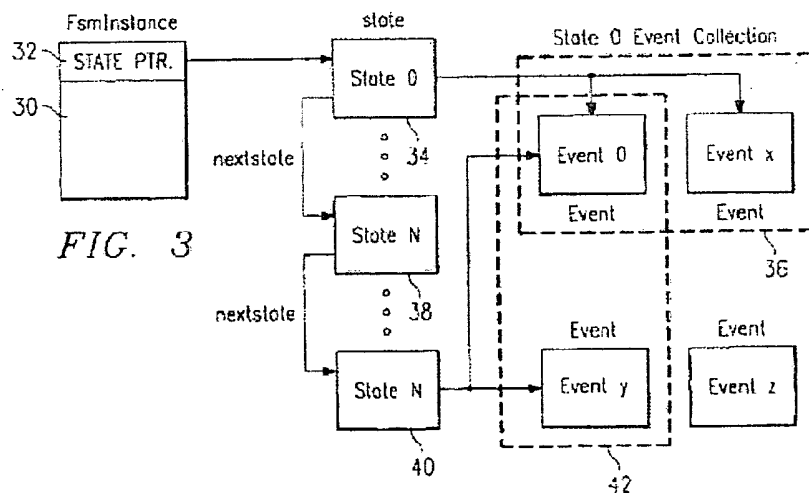 FsmInstance
state
State 0 Event Collection
32
STATE PTR.
State 0
30
34
nextstate
Event 0
Event x
Event
Event
36
FIG. 3
State N
38
nextstate
Event
Event
State N
Event y
Event z
40
42